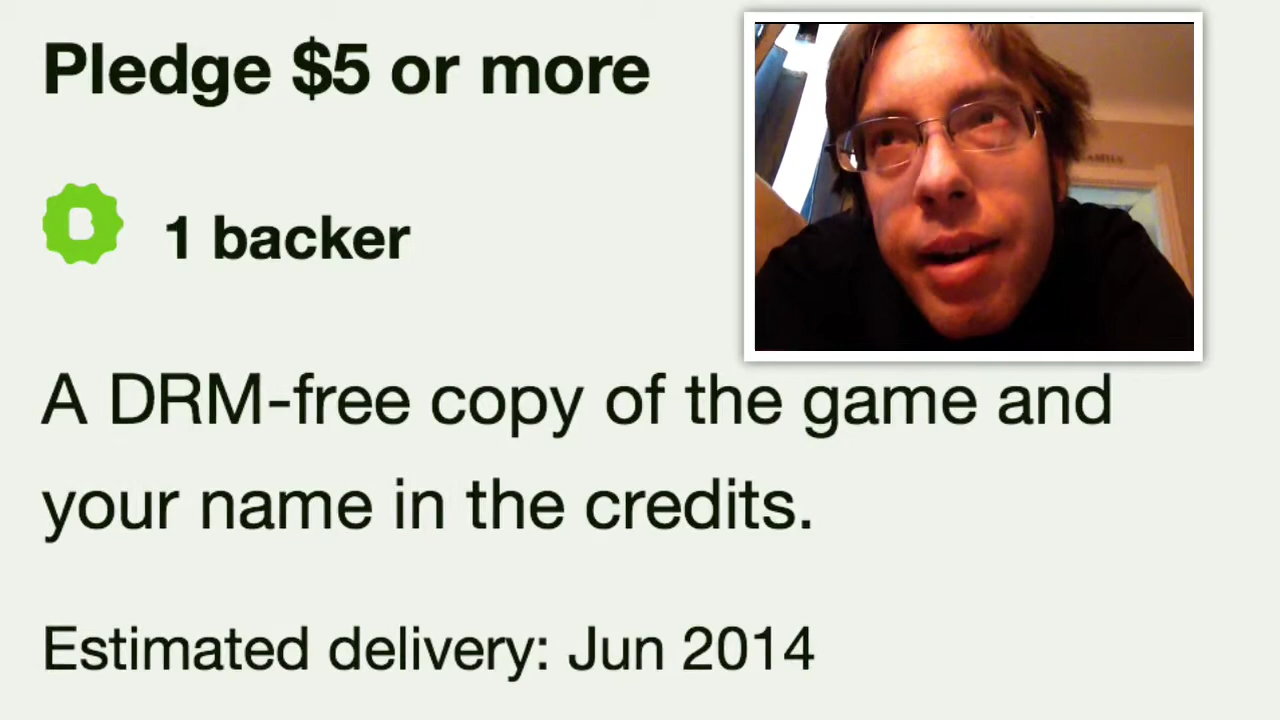 Pledge $5 or more
B 1 backer
A DRM-free copy of the game and
your name in the credits.
Estimated delivery: Jun 2014